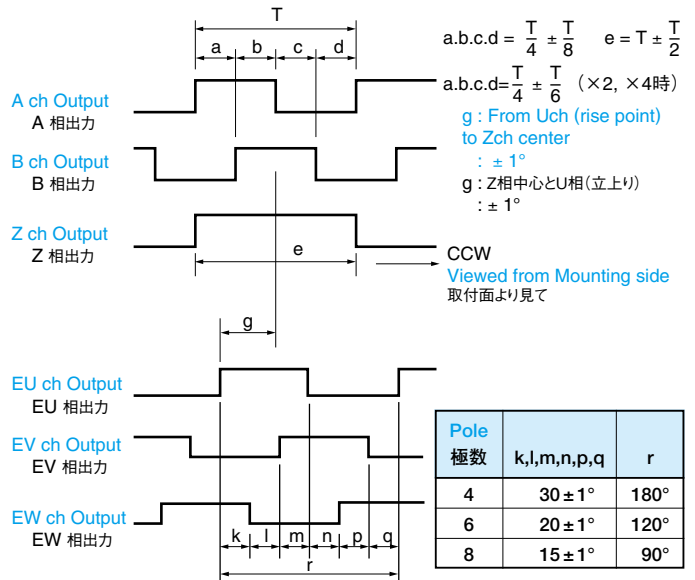 T
a b c d
a.b.c.d = T/4 ± T/8 e = T ± T/2
a.b.c.d=T/4 ± T/6 (×2, ×4時)
g : From Uch (rise point)
to Zch center
: ± 1°
g : Z相中心とU相(立上り)
: ± 1°
A ch Output
A 相出力
B ch Output
B 相出力
Z ch Output
Z 相出力
e
CCW
Viewed from Mounting side
取付面より見て
g
EU ch Output
EU 相出力
EV ch Output
EV 相出力
EW ch Output
EW 相出力
k l m n p q
r
Pole
極数 k,l,m,n,p,q r
4 30±1° 180°
6 20±1° 120°
8 15±1° 90°